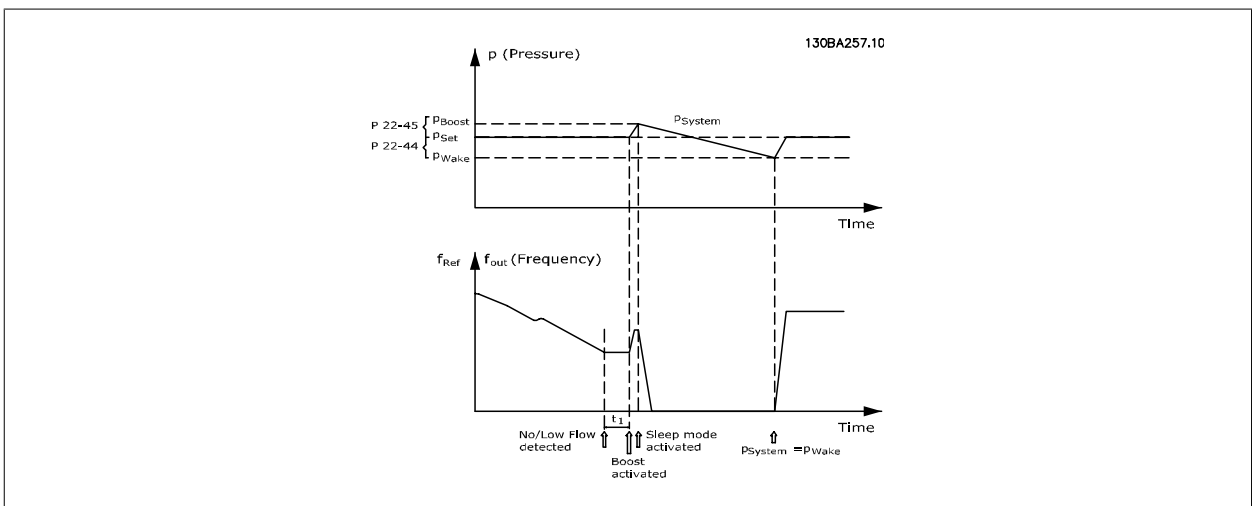 130BA257.10
p (Pressure)
P 22-45 { pBoost
pSystem
pSet
P 22-44 {
pWake
Time
fRef fout (Frequency)
t1
Time
No/Low Flow detected
Boost activated
Sleep mode activated
pSystem =pWake